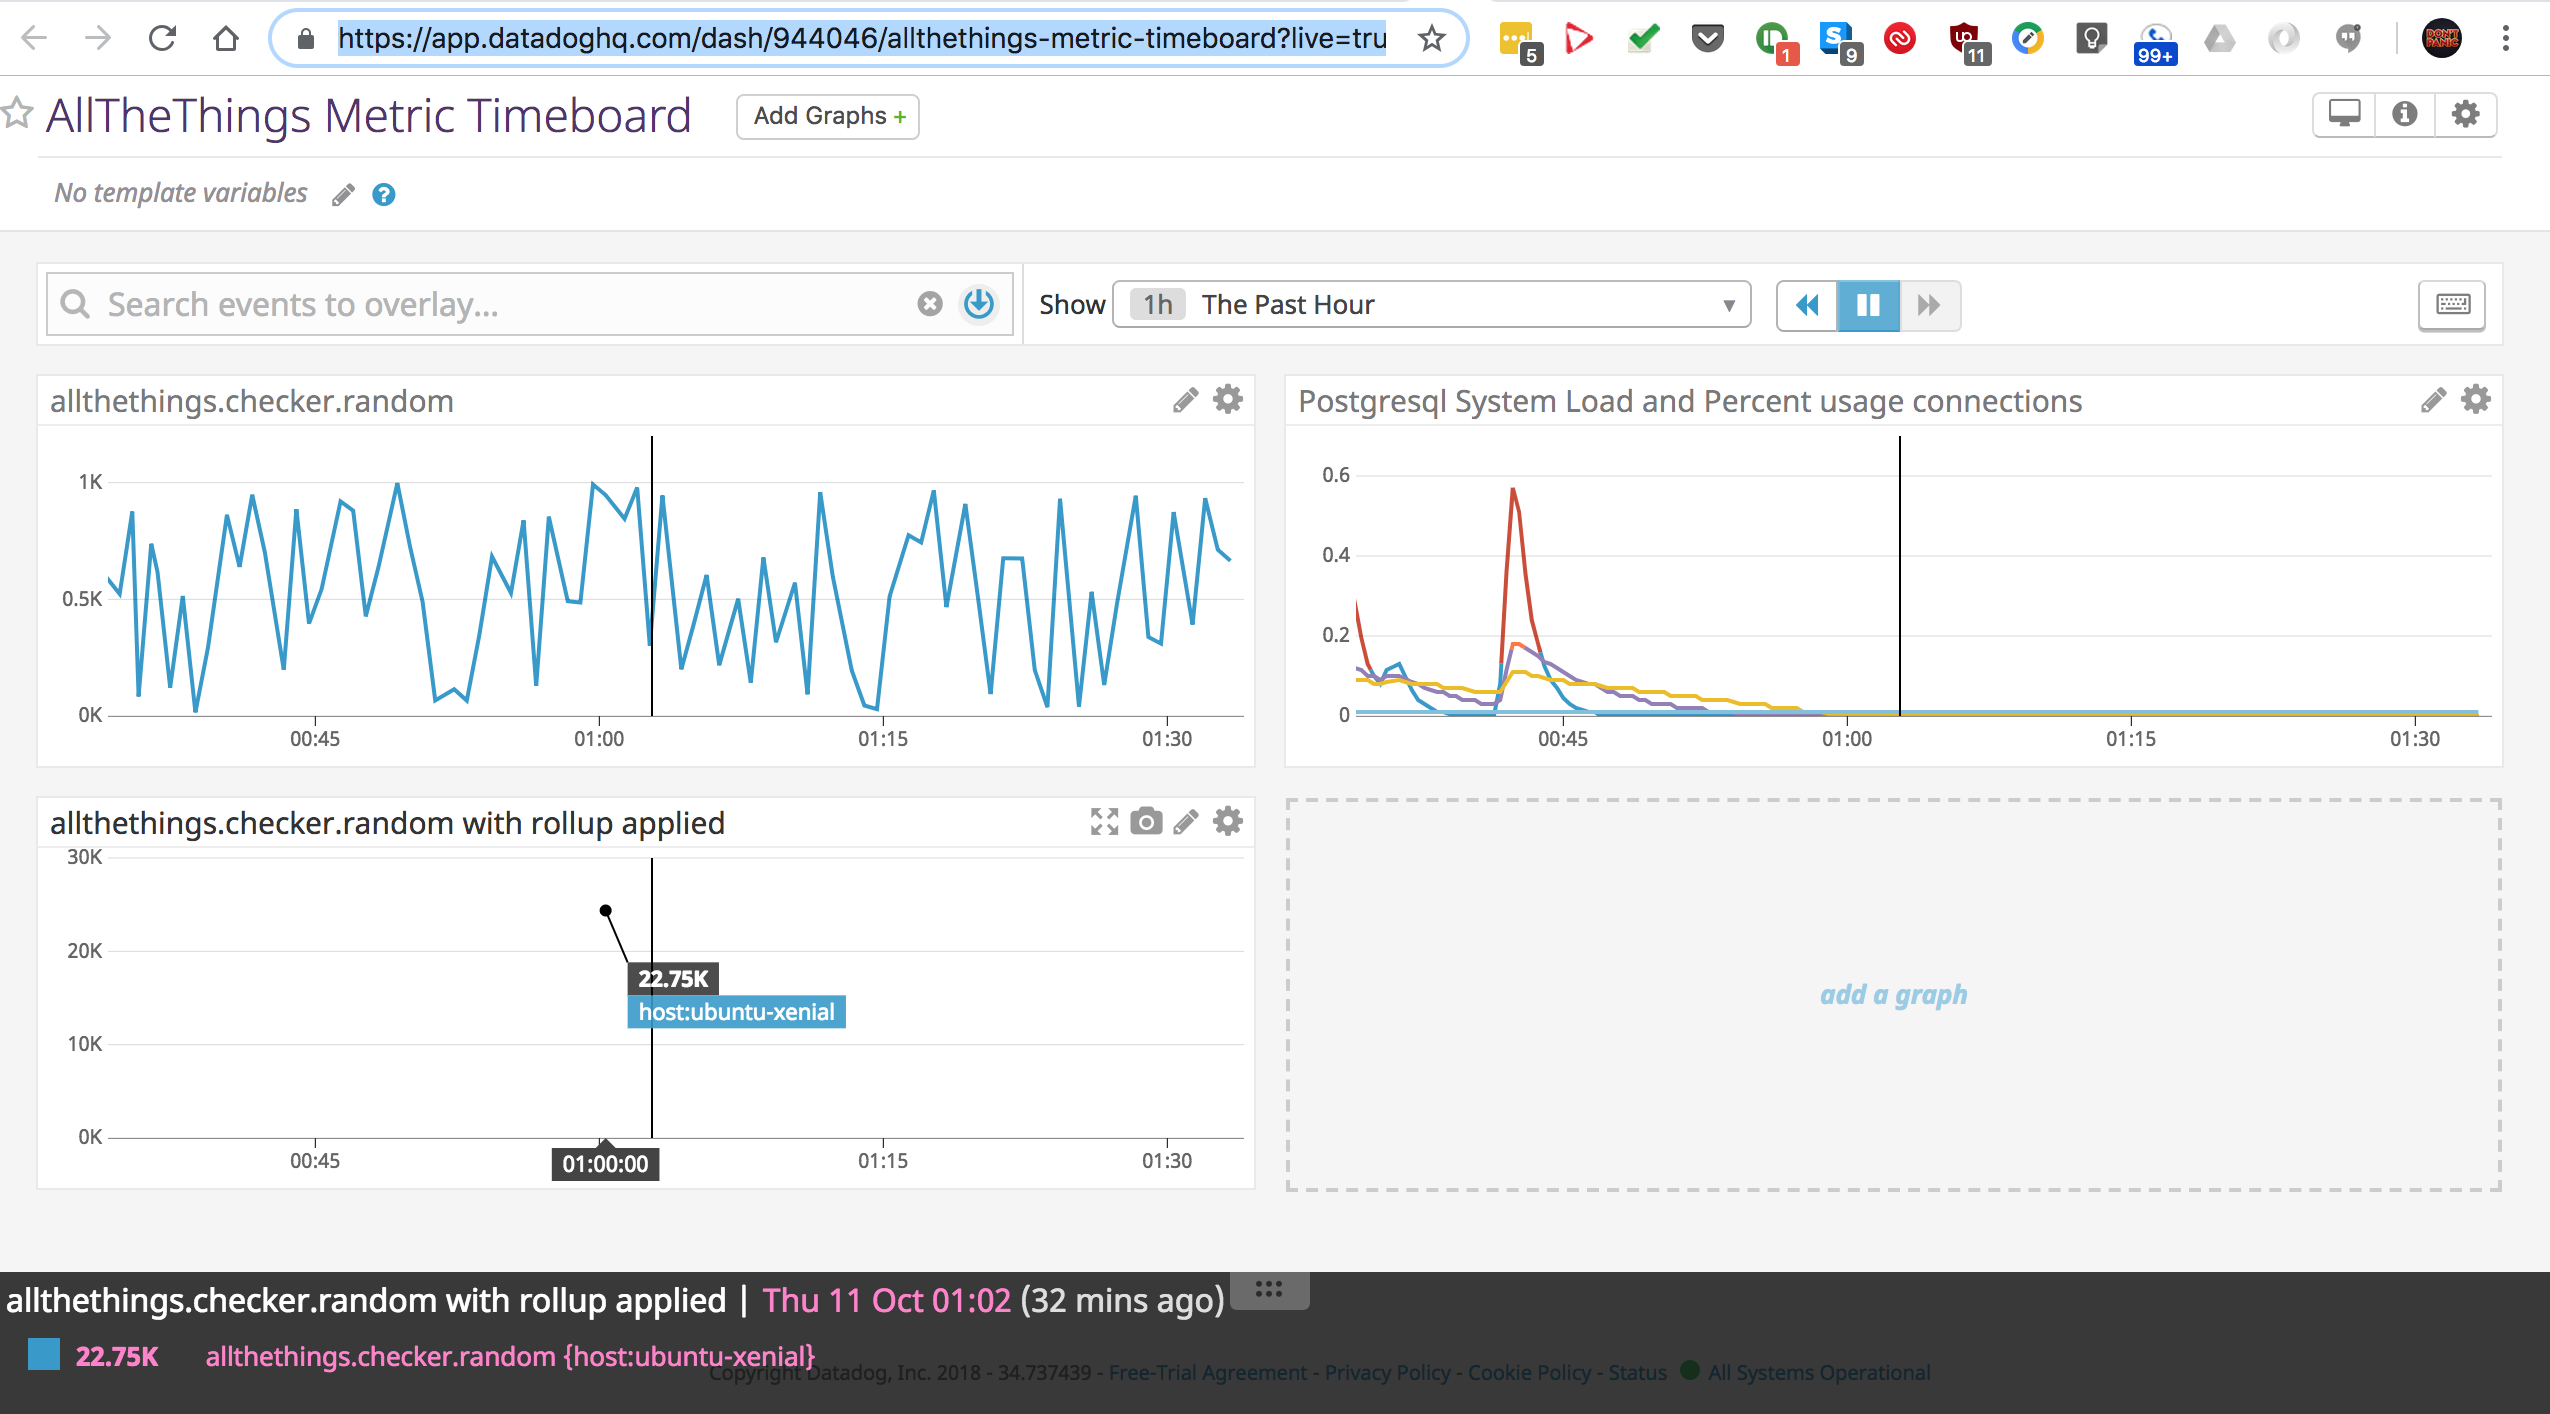 https://app.datadoghq.com/dash/944046/allthethings-metric-timeboard?live=tru
5
1
9
11
99+
DON'T PANIC
AllTheThings Metric Timeboard
Add Graphs +
No template variables
Search events to overlay...
Show 1h The Past Hour
allthethings.checker.random
1K
0.5K
0K
00:45 01:00 01:15 01:30
Postgresql System Load and Percent usage connections
0.6
0.4
0.2
0
00:45 01:00 01:15 01:30
allthethings.checker.random with rollup applied
30K
20K
10K
0K
22.75K
host:ubuntu-xenial
00:45 01:00:00 01:15 01:30
add a graph
allthethings.checker.random with rollup applied | Thu 11 Oct 01:02 (32 mins ago)
22.75K allthethings.checker.random {host:ubuntu-xenial}
Copyright Datadog, Inc. 2018 - 34.737439 - Free-Trial Agreement - Privacy Policy - Cookie Policy - Status All Systems Operational